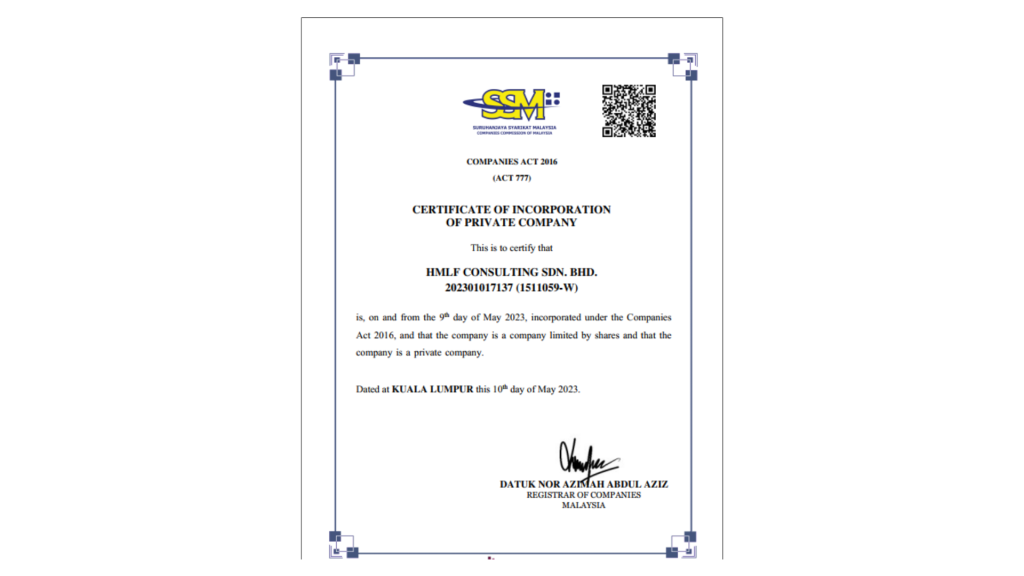 SSM
SURUHANJAYA SYARIKAT MALAYSIA
COMPANIES COMMISSION OF MALAYSIA
COMPANIES ACT 2016
(ACT 777)
CERTIFICATE OF INCORPORATION
OF PRIVATE COMPANY
This is to certify that
HMLF CONSULTING SDN. BHD.
202301017137 (1511059-W)
is, on and from the 9th day of May 2023, incorporated under the Companies
Act 2016, and that the company is a company limited by shares and that the
company is a private company.
Dated at KUALA LUMPUR this 10th day of May 2023.
DATUK NOR AZIMAH ABDUL AZIZ
REGISTRAR OF COMPANIES
MALAYSIA